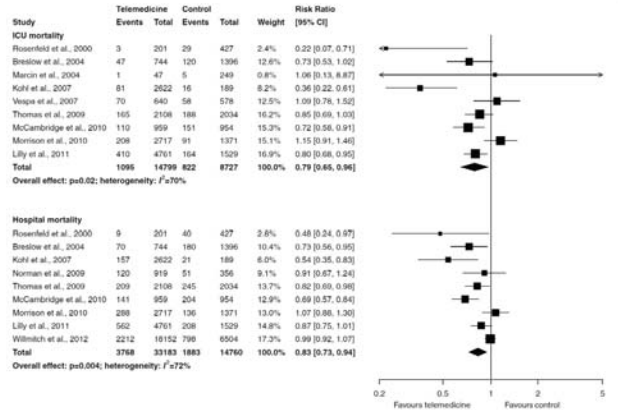 Telemedicine Control Risk Ratio
Study Events Total Events Total Weight [95% CI]
ICU mortality
Rosenfeld et al., 2000 3 201 29 427 2.4% 0.22 [0.07, 0.71]
Breslow et al., 2004 47 744 120 1396 12.6% 0.73 [0.53, 1.02]
Marcin et al., 2004 1 47 5 249 0.8% 1.06 [0.13, 8.87]
Kohl et al., 2007 81 2622 16 189 8.7% 0.36 [0.22, 0.61]
Vespa et al., 2007 70 640 58 578 12.8% 1.09 [0.78, 1.52]
Thomas et al., 2009 165 2108 188 2034 15.7% 0.85 [0.69, 1.03]
McCambridge et al., 2010 110 959 151 954 15.2% 0.72 [0.58, 0.91]
Morrison et al., 2010 208 2717 91 1371 14.9% 1.15 [0.91, 1.46]
Lilly et al., 2011 410 4761 164 1529 16.9% 0.80 [0.68, 0.95]
Total 1095 14799 822 8727 100.0% 0.79 [0.65, 0.96]
Overall effect: p=0.02; heterogeneity: I²=70%
Hospital mortality
Rosenfeld et al., 2000 9 201 40 427 2.6% 0.48 [0.24, 0.97]
Breslow et al., 2004 70 744 180 1396 10.4% 0.73 [0.56, 0.95]
Kohl et al., 2007 157 2622 21 189 6.0% 0.54 [0.35, 0.83]
Norman et al., 2009 120 919 51 356 9.0% 0.91 [0.67, 1.24]
Thomas et al., 2009 209 2108 245 2034 13.6% 0.82 [0.69, 0.98]
McCambridge et al., 2010 141 959 204 954 12.9% 0.69 [0.57, 0.84]
Morrison et al., 2010 288 2717 136 1371 12.9% 1.07 [0.88, 1.30]
Lilly et al., 2011 562 4761 208 1529 14.8% 0.87 [0.75, 1.01]
Willmitch et al., 2012 2212 18152 798 6504 17.3% 0.99 [0.92, 1.07]
Total 3768 33183 1883 14760 100.0% 0.83 [0.73, 0.94]
Overall effect: p=0.004; heterogeneity: I²=72%
0.2 0.5 1 2 5
Favours telemedicine Favours control